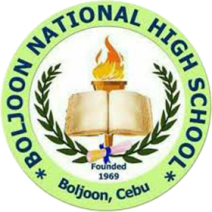 * BOLJOON NATIONAL HIGH SCHOOL *
Founded
1969
Boljoon, Cebu